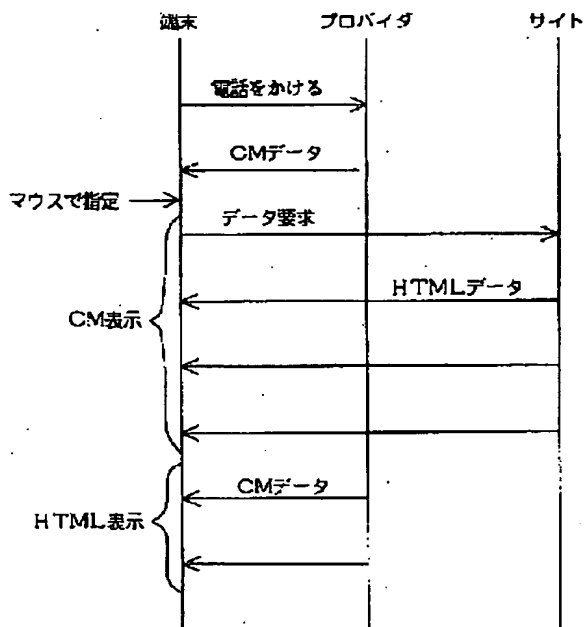 端末 プロバイダ サイト
電話をかける
CMデータ
マウスで指定
データ要求
HTMLデータ
CM表示
CMデータ
HTML表示